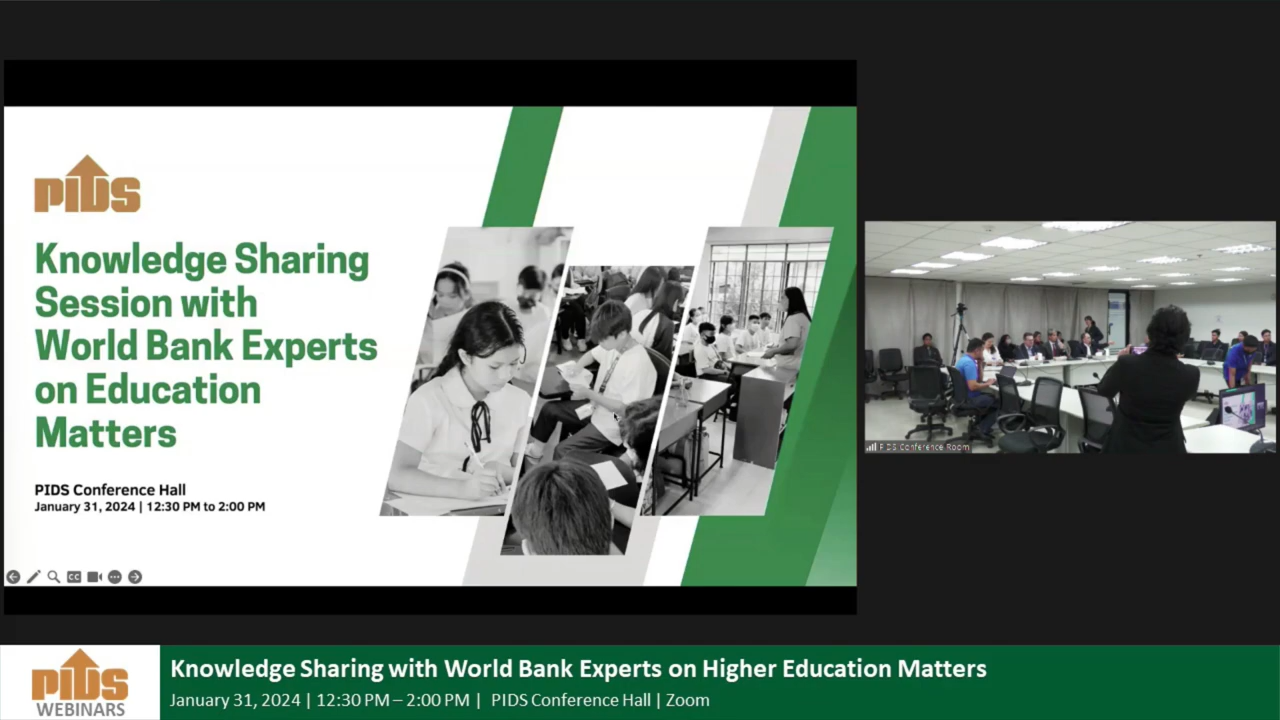 PIDS
Knowledge Sharing
Session with
World Bank Experts
on Education
Matters
PIDS Conference Hall
January 31, 2024 | 12:30 PM to 2:00 PM
CC
PIDS Conference Room
PIDS
WEBINARS
Knowledge Sharing with World Bank Experts on Higher Education Matters
January 31, 2024 | 12:30 PM – 2:00 PM | PIDS Conference Hall | Zoom